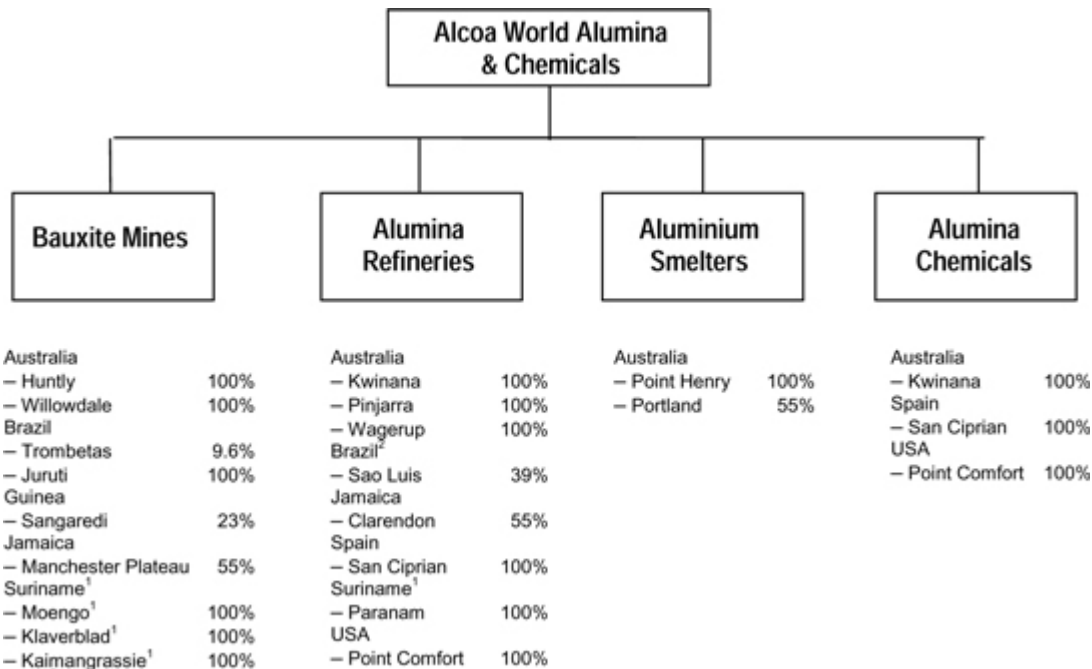 Alcoa World Alumina
& Chemicals
Bauxite Mines
Alumina
Refineries
Aluminium
Smelters
Alumina
Chemicals
Australia
– Huntly 100%
– Willowdale 100%
Brazil
– Trombetas 9.6%
– Juruti 100%
Guinea
– Sangaredi 23%
Jamaica
– Manchester Plateau 55%
Suriname¹
– Moengo¹ 100%
– Klaverblad¹ 100%
– Kaimangrassie¹ 100%
Australia
– Kwinana 100%
– Pinjarra 100%
– Wagerup 100%
Brazil²
– Sao Luis 39%
Jamaica
– Clarendon 55%
Spain
– San Ciprian 100%
Suriname¹
– Paranam 100%
USA
– Point Comfort 100%
Australia
– Point Henry 100%
– Portland 55%
Australia
– Kwinana 100%
Spain
– San Ciprian 100%
USA
– Point Comfort 100%